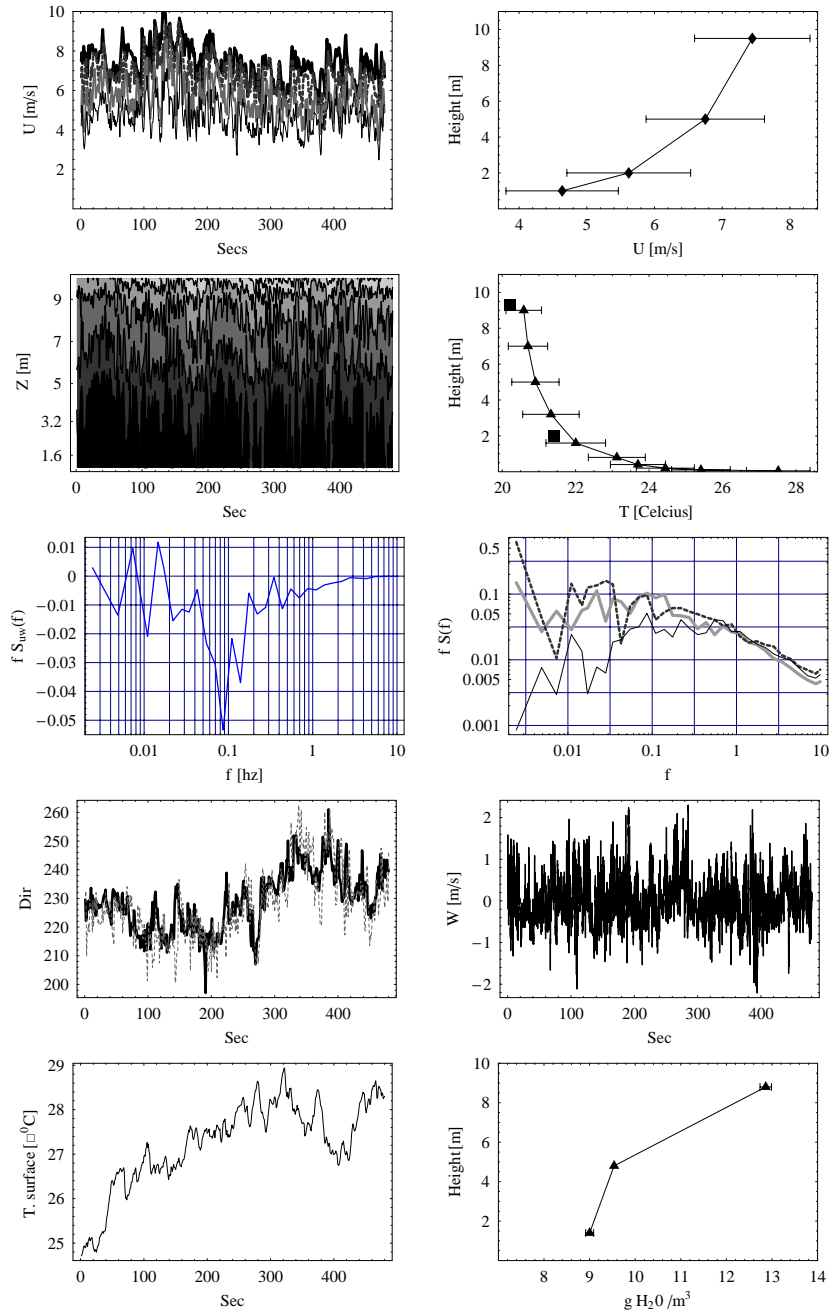 10
8
6
4
2
U [m/s]
0 100 200 300 400
Secs
10
8
6
4
2
Height [m]
4 5 6 7 8
U [m/s]
9
7
5
3.2
1.6
Z [m]
0 100 200 300 400
Sec
10
8
6
4
2
Height [m]
20 22 24 26 28
T [Celcius]
0.01
0
−0.01
−0.02
−0.03
−0.04
−0.05
f Suw(f)
0.01 0.1 1 10
f [hz]
0.5
0.1
0.05
0.01
0.005
0.001
f S(f)
0.01 0.1 1 10
f
260
250
240
230
220
210
200
Dir
0 100 200 300 400
Sec
2
1
0
−1
−2
W [m/s]
0 100 200 300 400
Sec
29
28
27
26
25
T. surface [□⁰C]
0 100 200 300 400
Sec
10
8
6
4
2
Height [m]
8 9 10 11 12 13 14
g H₂0 /m³